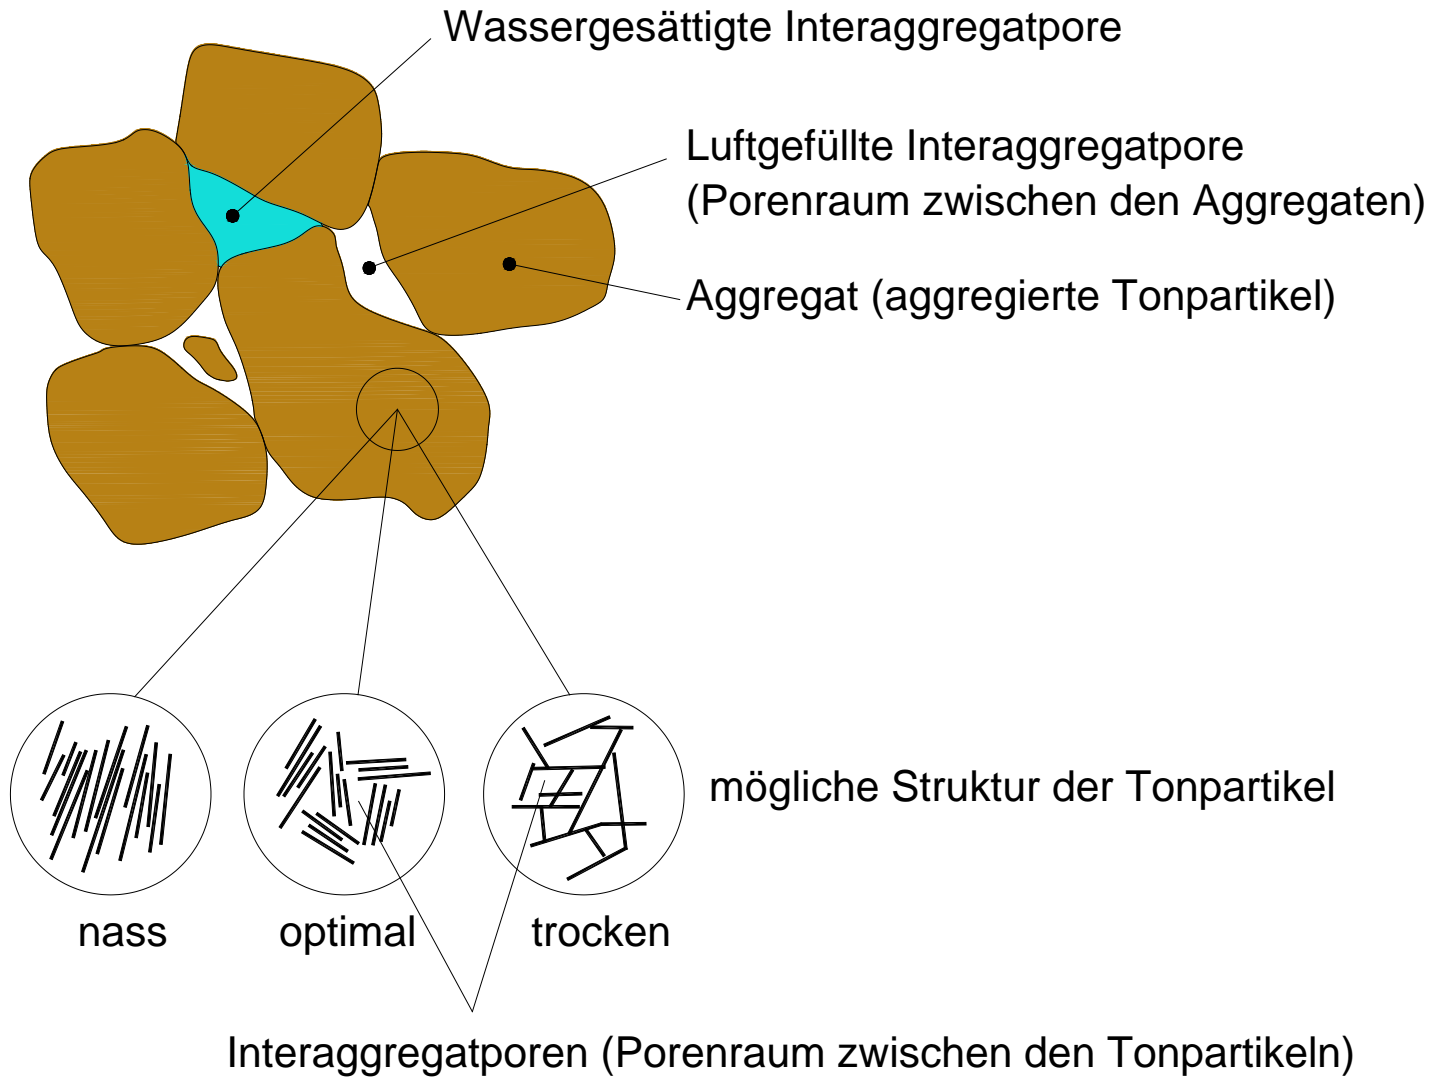 Wassergesättigte Interaggregatpore
Luftgefüllte Interaggregatpore
(Porenraum zwischen den Aggregaten)
Aggregat (aggregierte Tonpartikel)
mögliche Struktur der Tonpartikel
nass
optimal
trocken
Interaggregatporen (Porenraum zwischen den Tonpartikeln)